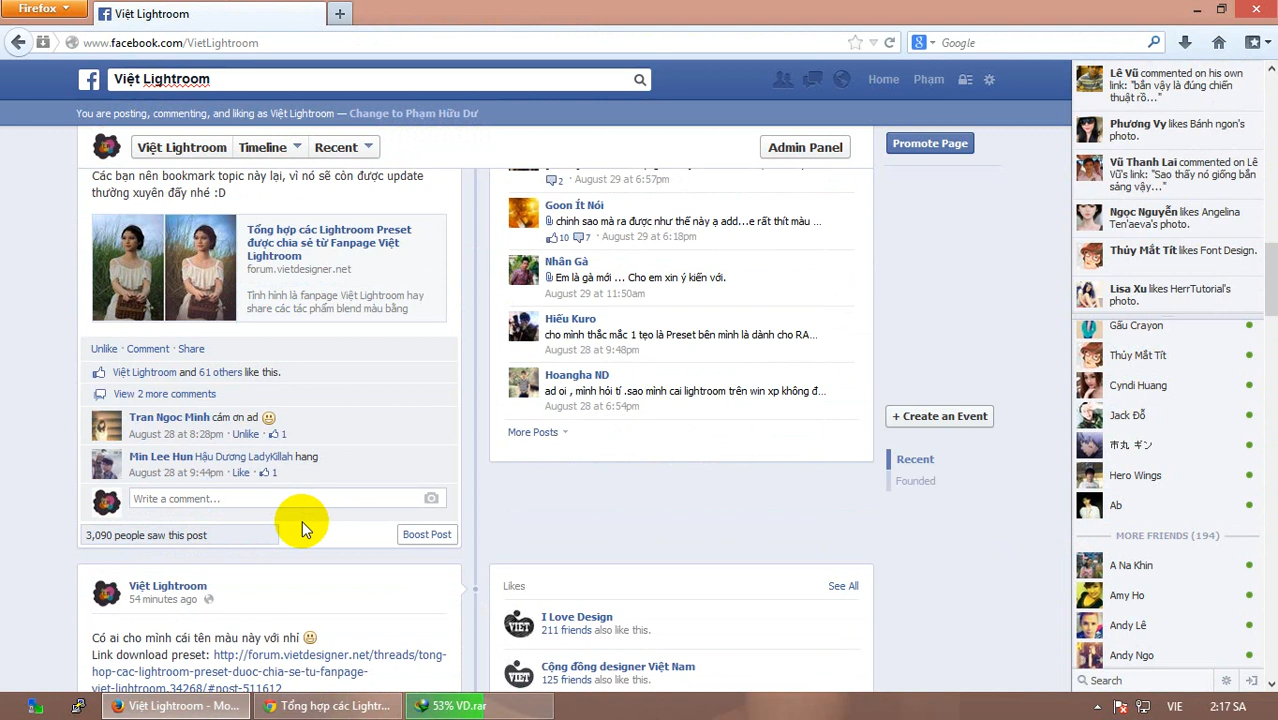 Firefox
Việt Lightroom
www.facebook.com/VietLightroom
Google
Việt Lightroom
Home
Phạm
You are posting, commenting, and liking as Việt Lightroom — Change to Phạm Hữu Dư
Việt Lightroom
Timeline
Recent
Admin Panel
Promote Page
Các bạn nên bookmark topic này lại, vì nó sẽ còn được update
thường xuyên đấy nhé :D
Tổng hợp các Lightroom Preset
được chia sẻ từ Fanpage Việt
Lightroom
forum.vietdesigner.net
Tình hình là fanpage Việt Lightroom hay
share các tác phẩm blend màu bằng
Unlike · Comment · Share
Việt Lightroom and 61 others like this.
View 2 more comments
Tran Ngoc Minh cám ơn ad
August 28 at 8:28pm · Unlike · 1
Min Lee Hun Hậu Dương LadyKillah hang
August 28 at 9:44pm · Like · 1
Write a comment...
3,090 people saw this post
Boost Post
Việt Lightroom
54 minutes ago
Có ai cho mình cái tên màu này với nhí
Link download preset: http://forum.vietdesigner.net/threads/tong-
hop-cac-lightroom-preset-duoc-chia-se-tu-fanpage-
viet-lightroom.34268/#post-511612
2 August 29 at 6:57pm
Goon Ít Nói
chinh sao mà ra được như thế này ạ add...e rất thít màu ...
10 7 · August 29 at 6:18pm
Nhân Gà
Em là gà mới ... Cho em xin ý kiến với.
August 29 at 11:50am
Hiếu Kuro
cho mình thắc mắc 1 tẹo là Preset bên mình là dành cho RA...
August 28 at 9:48pm
Hoangha ND
ad oi , minh hỏi tí .sao mình cai lightroom trên win xp không đ...
August 28 at 6:54pm
More Posts
Likes
See All
I Love Design
211 friends also like this.
Cộng đồng designer Việt Nam
125 friends also like this.
+ Create an Event
Recent
Founded
Lê Vũ commented on his own
link: "bắn vậy là đúng chiến
thuật rồ..."
Phương Vy likes Bánh ngon's
photo.
Vũ Thanh Lai commented on Lê
Vũ's link: "Sao thấy nó giống bắn
sảng vậy..."
Ngọc Nguyễn likes Angelina
Ten'aeva's photo.
Thúy Mắt Tít likes Font Design.
Lisa Xu likes HerrTutorial's
photo.
Gấu Crayon
Thúy Mắt Tít
Cyndi Huang
Jack Đỗ
市丸 ギン
Hero Wings
Ab
MORE FRIENDS (194)
A Na Khin
Amy Ho
Andy Lê
Andy Ngo
Search
Việt Lightroom - Mo...
Tổng hợp các Lightr...
53% VD.rar
VIE
2:17 SA